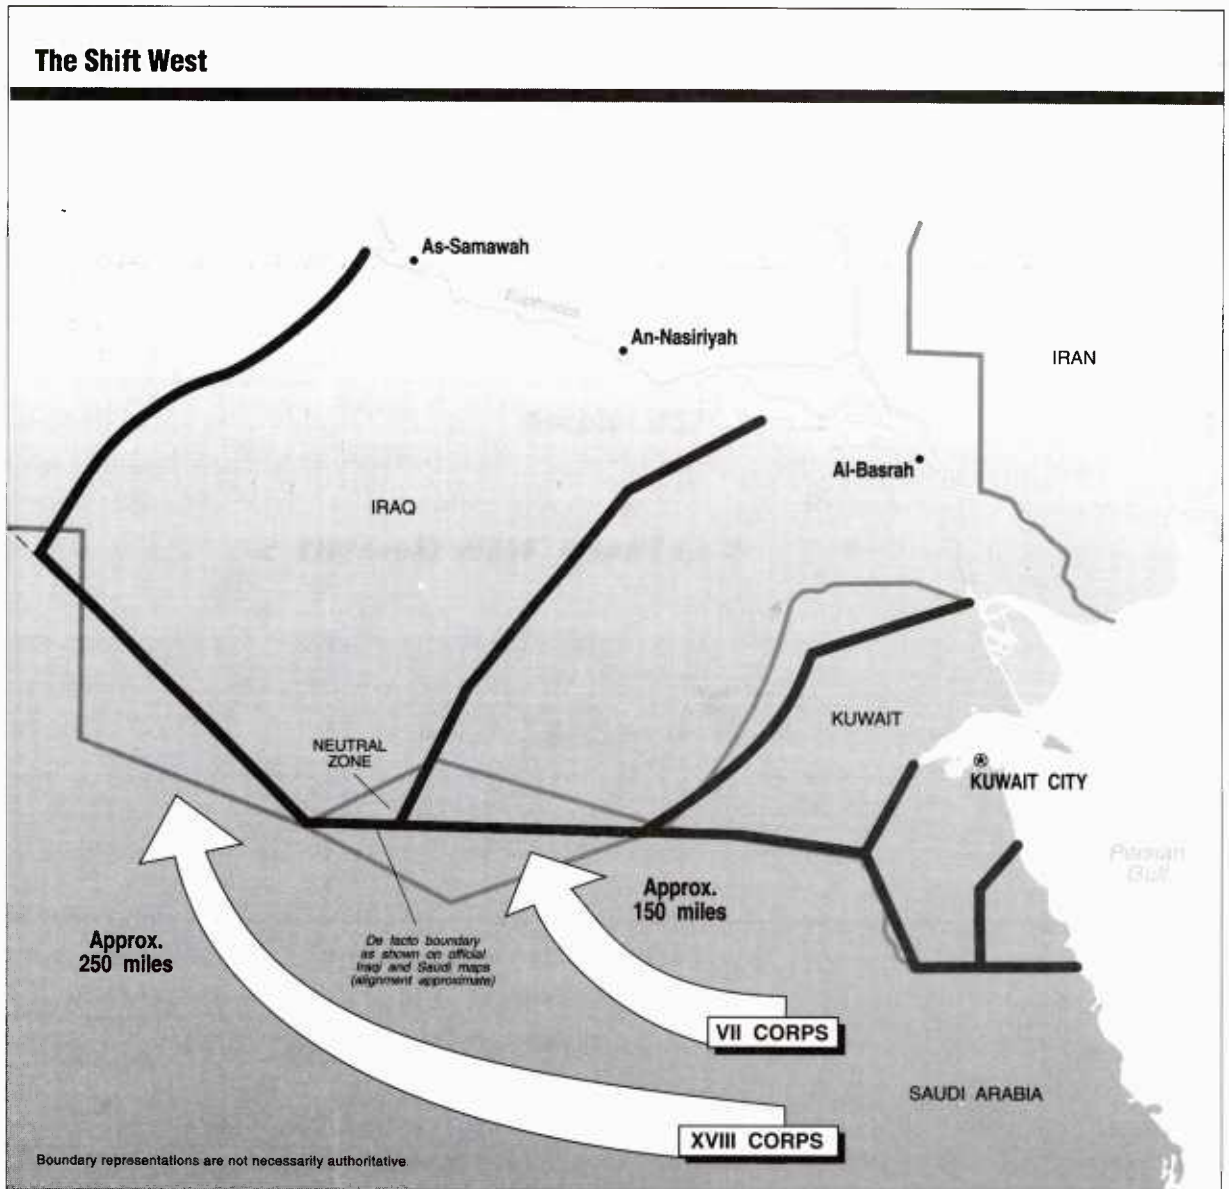 The Shift West
As-Samawah
Euphrates
An-Nasiriyah
IRAN
Al-Basrah
IRAQ
NEUTRAL
ZONE
KUWAIT
KUWAIT CITY
Persian
Gulf
Approx.
150 miles
Approx.
250 miles
De facto boundary
as shown on official
Iraqi and Saudi maps
(alignment approximate)
VII CORPS
SAUDI ARABIA
XVIII CORPS
Boundary representations are not necessarily authoritative.